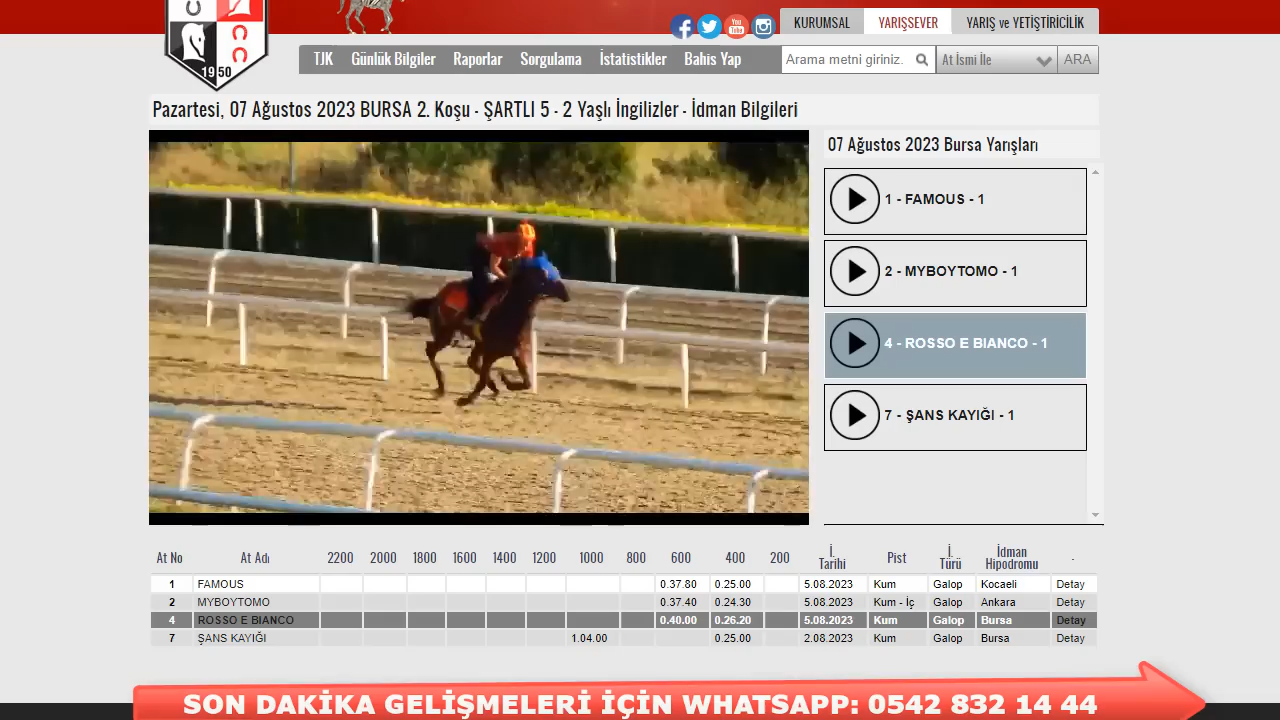 1950
You Tube
KURUMSAL YARIŞSEVER YARIŞ ve YETİŞTİRİCİLİK
TJK Günlük Bilgiler Raporlar Sorgulama İstatistikler Bahis Yap Arama metni giriniz. At İsmi İle ARA
Pazartesi, 07 Ağustos 2023 BURSA 2. Koşu - ŞARTLI 5 - 2 Yaşlı İngilizler - İdman Bilgileri
07 Ağustos 2023 Bursa Yarışları
1 - FAMOUS - 1
2 - MYBOYTOMO - 1
4 - ROSSO E BIANCO - 1
7 - ŞANS KAYIĞI - 1
At No At Adı 2200 2000 1800 1600 1400 1200 1000 800 600 400 200 İ. Tarihi Pist İ. Türü İdman Hipodromu -
1 FAMOUS 0.37.80 0.25.00 5.08.2023 Kum Galop Kocaeli Detay
2 MYBOYTOMO 0.37.40 0.24.30 5.08.2023 Kum - İç Galop Ankara Detay
4 ROSSO E BIANCO 0.40.00 0.26.20 5.08.2023 Kum Galop Bursa Detay
7 ŞANS KAYIĞI 1.04.00 0.25.00 2.08.2023 Kum Galop Bursa Detay
SON DAKİKA GELİŞMELERİ İÇİN WHATSAPP: 0542 832 14 44